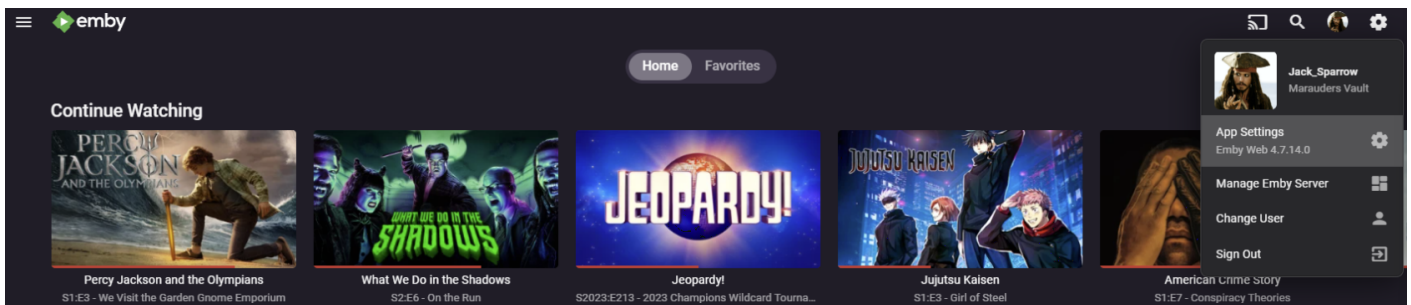 emby
Home
Favorites
Jack_Sparrow
Marauders Vault
App Settings
Emby Web 4.7.14.0
Manage Emby Server
Change User
Sign Out
Continue Watching
PERCY
JACKSON
AND THE OLYMPIANS
WHAT WE DO IN THE
SHADOWS
JEOPARDY!
JUJUTSU KAISEN
Percy Jackson and the Olympians
S1:E3 - We Visit the Garden Gnome Emporium
What We Do in the Shadows
S2:E6 - On the Run
Jeopardy!
S2023:E213 - 2023 Champions Wildcard Tourna...
Jujutsu Kaisen
S1:E3 - Girl of Steel
American Crime Story
S1:E7 - Conspiracy Theories